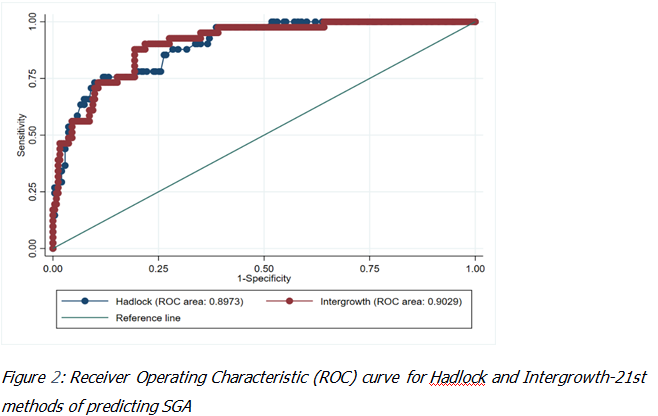 1.00
0.75
0.50
0.25
0.00
Sensitivity
0.00 0.25 0.50 0.75 1.00
1-Specificity
Hadlock (ROC area: 0.8973) Intergrowth (ROC area: 0.9029)
Reference line
Figure 2: Receiver Operating Characteristic (ROC) curve for Hadlock and Intergrowth-21st
methods of predicting SGA